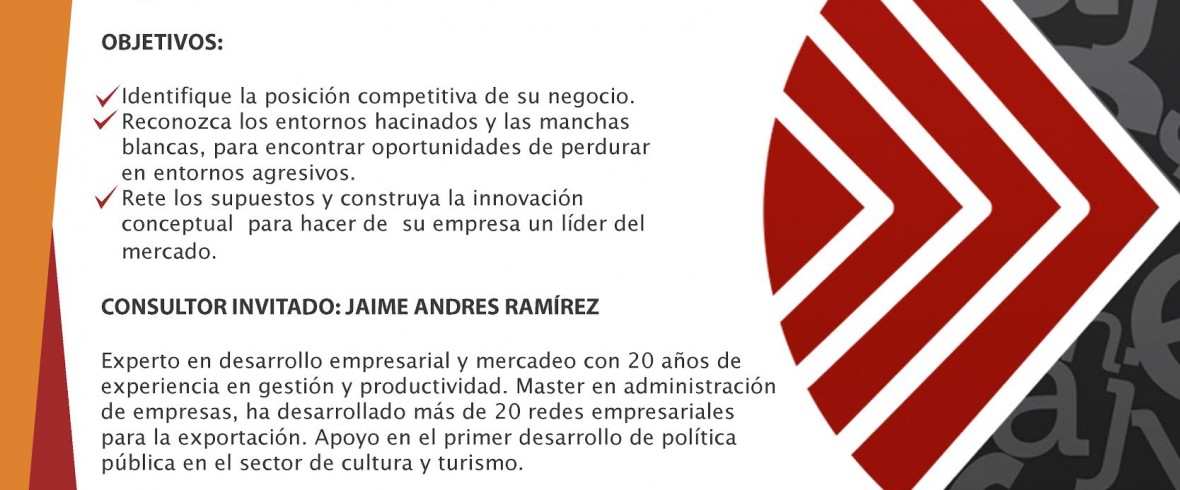 OBJETIVOS:
Identifique la posición competitiva de su negocio.
Reconozca los entornos hacinados y las manchas
blancas, para encontrar oportunidades de perdurar
en entornos agresivos.
Rete los supuestos y construya la innovación
conceptual  para hacer de  su empresa un líder del
mercado.
CONSULTOR INVITADO: JAIME ANDRES RAMÍREZ
Experto en desarrollo empresarial y mercadeo con 20 años de
experiencia en gestión y productividad. Master en administración
de empresas, ha desarrollado más de 20 redes empresariales
para la exportación. Apoyo en el primer desarrollo de política
pública en el sector de cultura y turismo.